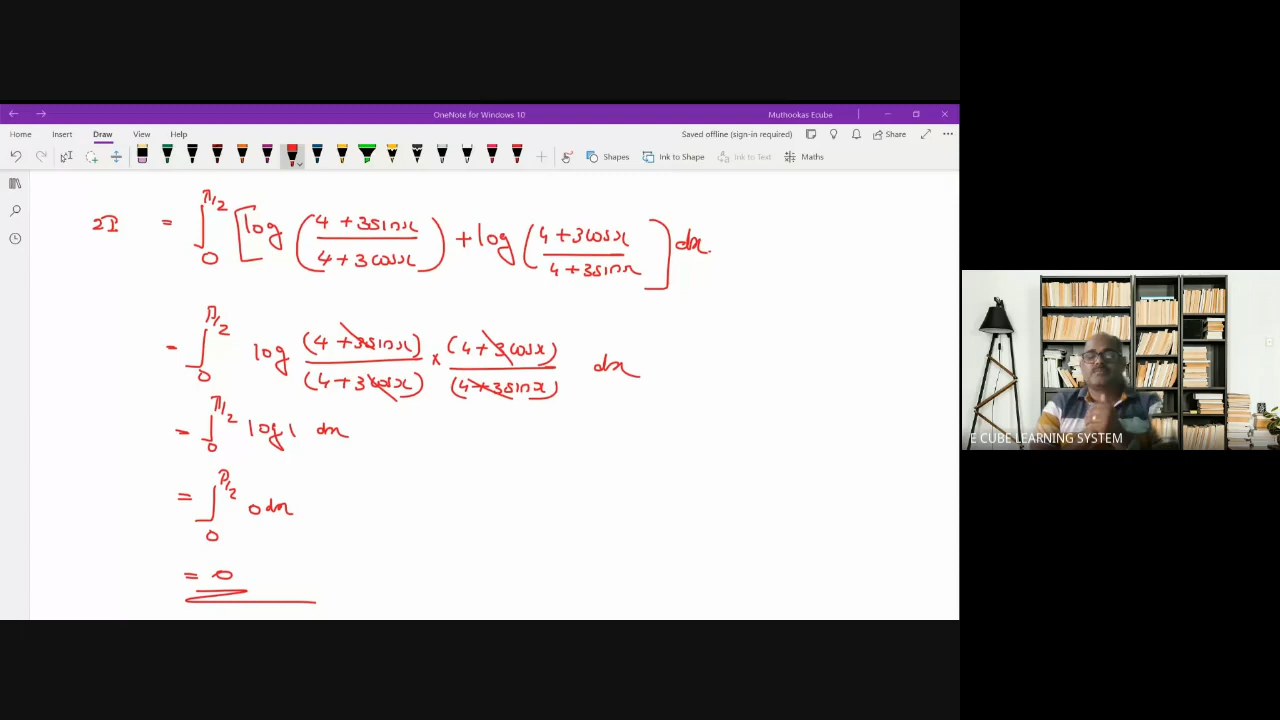 OneNote for Windows 10
Muthookas Ecube
Home Insert Draw View Help
Saved offline (sign-in required) Share
Shapes Ink to Shape Ink to Text Maths
2I = ∫₀^{π/2} [log((4+3sinx)/(4+3cosx)) + log((4+3cosx)/(4+3sinx))] dx.
= ∫₀^{π/2} log (4+3sinx)/(4+3cosx) × (4+3cosx)/(4+3sinx) dx
= ∫₀^{π/2} log 1 dx
= ∫₀^{π/2} 0 dx
= 0
E CUBE LEARNING SYSTEM